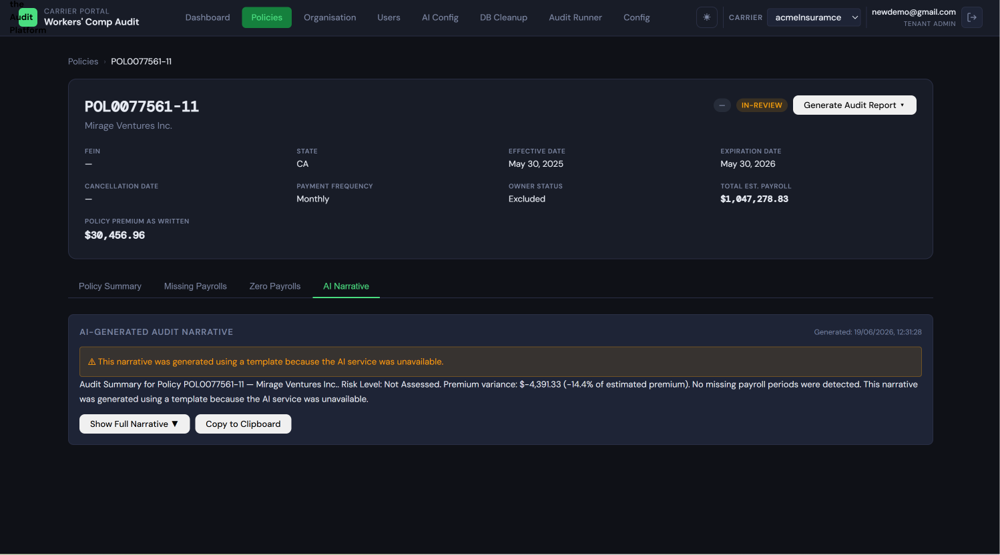 the
Audit
Platform
CARRIER PORTAL
Workers' Comp Audit
Dashboard
Policies
Organisation
Users
AI Config
DB Cleanup
Audit Runner
Config
CARRIER
acmeInsuramce
newdemo@gmail.com
TENANT ADMIN
Policies › POL0077561-11
POL0077561-11
— IN-REVIEW Generate Audit Report ▾
Mirage Ventures Inc.
FEIN STATE EFFECTIVE DATE EXPIRATION DATE
— CA May 30, 2025 May 30, 2026
CANCELLATION DATE PAYMENT FREQUENCY OWNER STATUS TOTAL EST. PAYROLL
— Monthly Excluded $1,047,278.83
POLICY PREMIUM AS WRITTEN
$30,456.96
Policy Summary Missing Payrolls Zero Payrolls AI Narrative
AI-GENERATED AUDIT NARRATIVE Generated: 19/06/2026, 12:31:28
⚠ This narrative was generated using a template because the AI service was unavailable.
Audit Summary for Policy POL0077561-11 — Mirage Ventures Inc.. Risk Level: Not Assessed. Premium variance: $-4,391.33 (-14.4% of estimated premium). No missing payroll periods were detected. This narrative
was generated using a template because the AI service was unavailable.
Show Full Narrative ▼ Copy to Clipboard